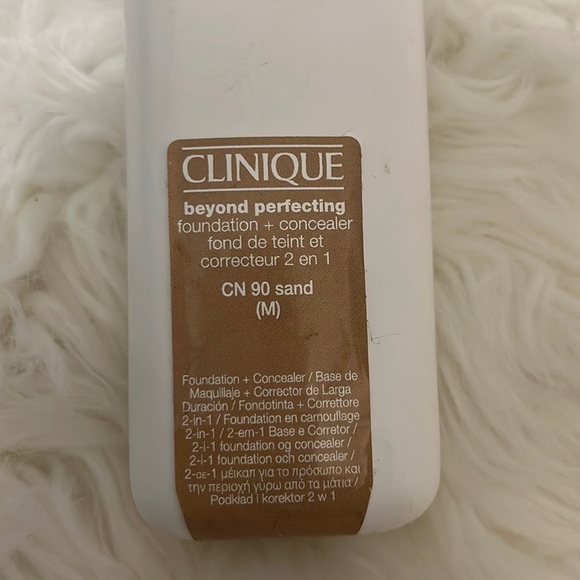 CLINIQUE
beyond perfecting
foundation + concealer
fond de teint et
correcteur 2 en 1
CN 90 sand
(M)
Foundation + Concealer / Base de
Maquillaje + Corrector de Larga
Duración / Fondotinta + Correttore
2-in-1 / Foundation en camouflage
2-in-1 / 2-em-1 Base e Corretor /
2-i-1 foundation og concealer /
2-i-1 foundation och concealer /
2-σε-1 μέικαπ για το πρόσωπο και
την περιοχή γύρω από τα μάτια /
Podkład i korektor 2 w 1